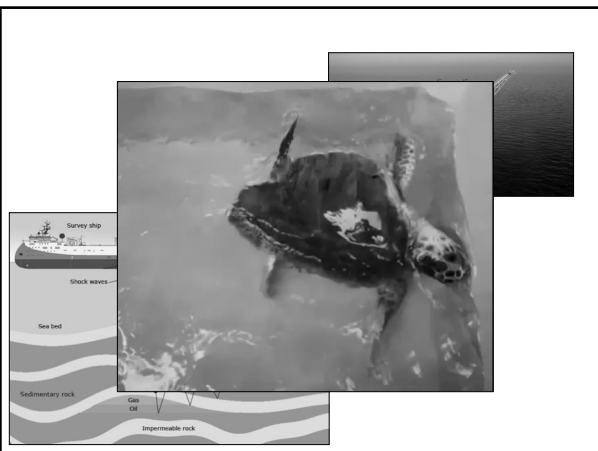 Survey ship
Shock waves
Sea bed
Sedimentary rock
Gas
Oil
Impermeable rock